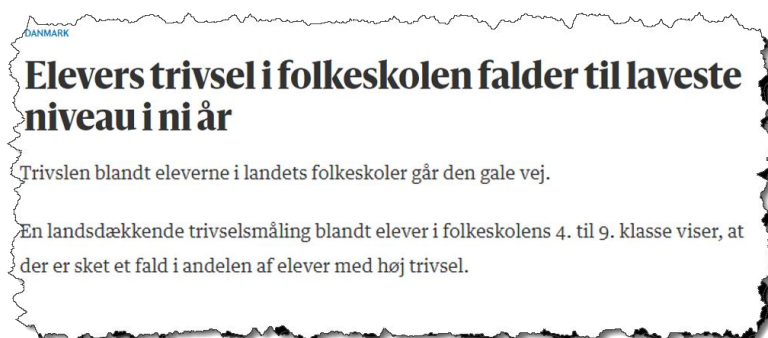 DANMARK
Elevers trivsel i folkeskolen falder til laveste
niveau i ni år
Trivslen blandt eleverne i landets folkeskoler går den gale vej.
En landsdækkende trivselsmåling blandt elever i folkeskolens 4. til 9. klasse viser, at
der er sket et fald i andelen af elever med høj trivsel.